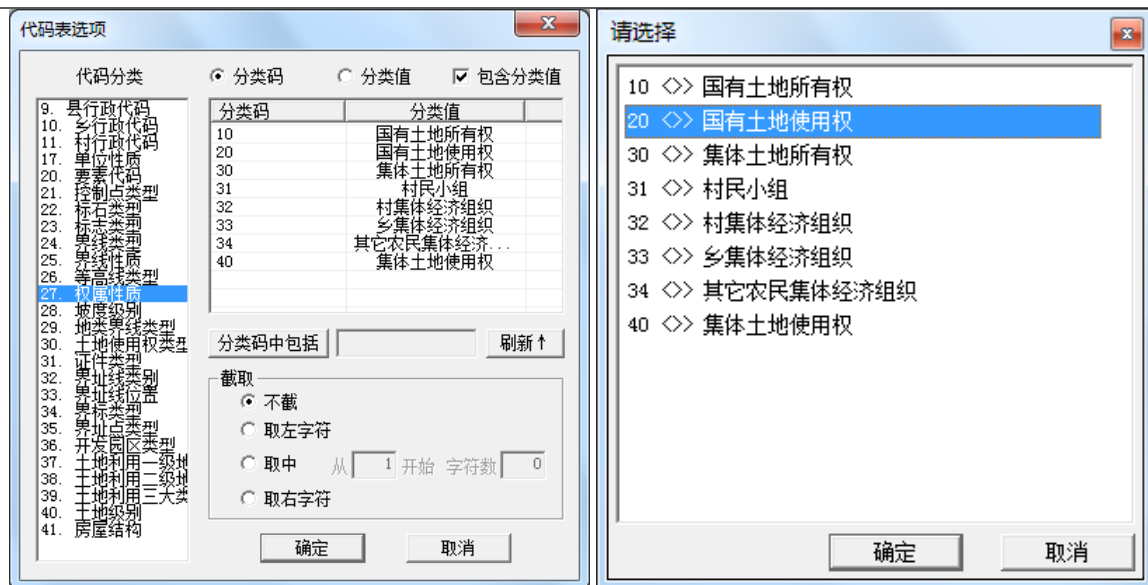 代码表选项
代码分类
分类码
分类值
包含分类值
9. 县行政代码
10. 乡行政代码
11. 村行政代码
17. 单位性质
20. 要素代码
21. 控制点类型
22. 标石类型
23. 标志类型
24. 界线类型
25. 界线性质
26. 等高线类型
27. 权属性质
28. 坡度级别
29. 地类界线类型
30. 土地使用权类型
31. 证件类型
32. 界址线类别
33. 界址线位置
34. 界标类型
35. 界址点类型
36. 开发园区类型
37. 土地利用一级地
38. 土地利用二级地
39. 土地利用三大类
40. 土地级别
41. 房屋结构
分类码 分类值
10 国有土地所有权
20 国有土地使用权
30 集体土地所有权
31 村民小组
32 村集体经济组织
33 乡集体经济组织
34 其它农民集体经济...
40 集体土地使用权
分类码中包括
刷新↑
截取
不截
取左字符
取中 从 1 开始 字符数 0
取右字符
确定 取消
请选择
10 <>> 国有土地所有权
20 <>> 国有土地使用权
30 <>> 集体土地所有权
31 <>> 村民小组
32 <>> 村集体经济组织
33 <>> 乡集体经济组织
34 <>> 其它农民集体经济组织
40 <>> 集体土地使用权
确定 取消